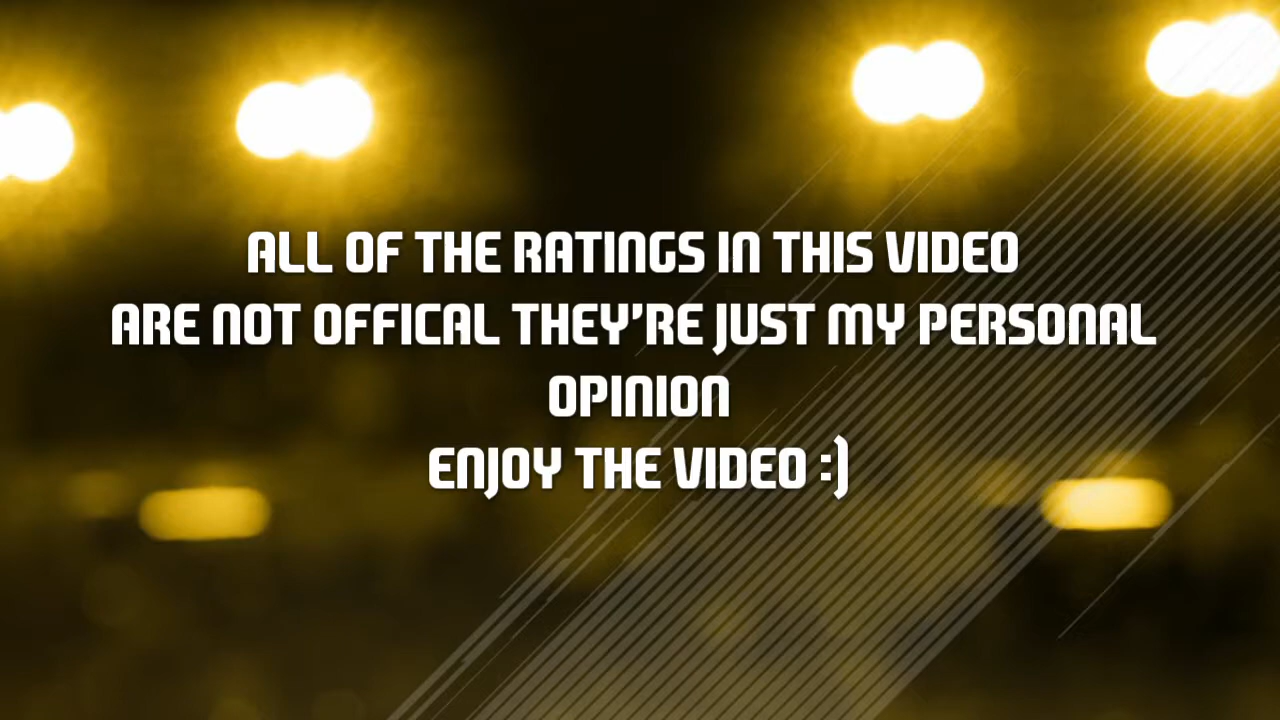 ALL OF THE RATINGS IN THIS VIDEO
ARE NOT OFFICAL THEY'RE JUST MY PERSONAL
OPINION
ENJOY THE VIDEO :)